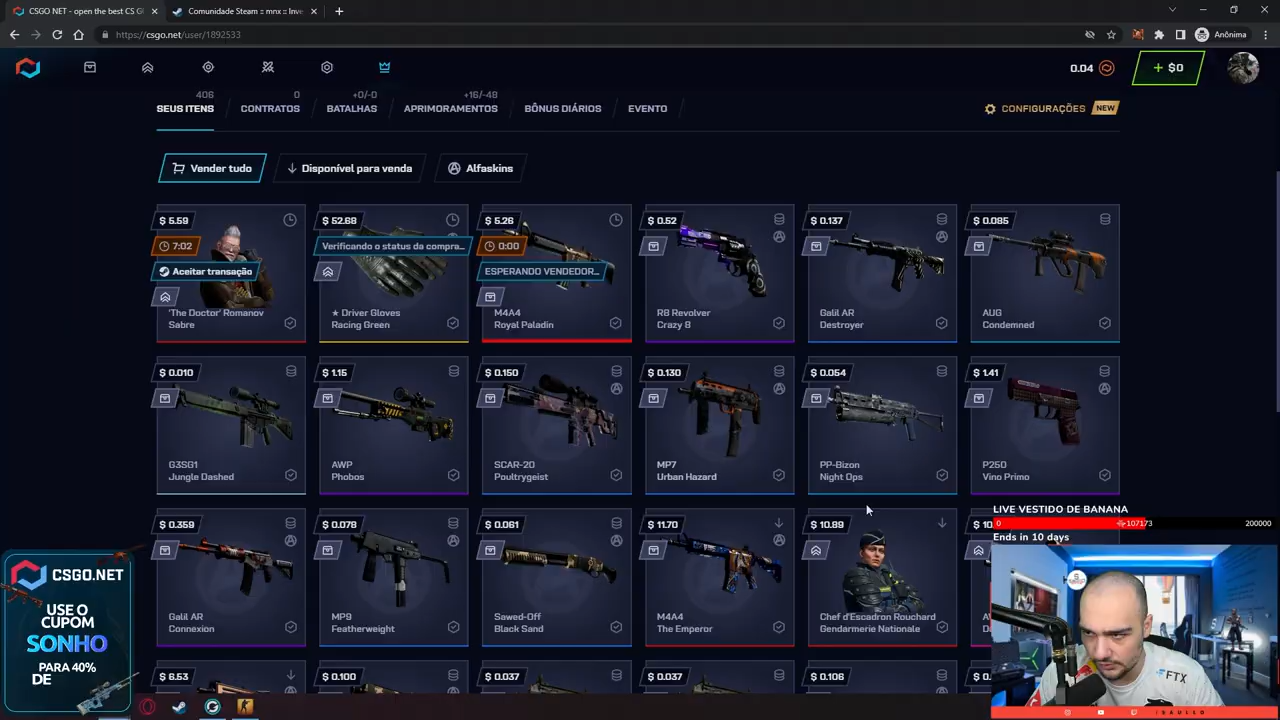 CSGO NET - open the best CS G
Comunidade Steam :: mnx :: Inve
https://csgo.net/user/1892533
Anônima
0.04
+ $0
406
0
+0/-0
+16/-48
SEUS ITENS
CONTRATOS
BATALHAS
APRIMORAMENTOS
BÔNUS DIÁRIOS
EVENTO
CONFIGURAÇÕES
NEW
Vender tudo
Disponível para venda
Alfaskins
$ 5.59
7:02
Aceitar transação
'The Doctor' Romanov
Sabre
$ 52.68
Verificando o status da compra...
★ Driver Gloves
Racing Green
$ 5.26
0:00
ESPERANDO VENDEDOR...
M4A4
Royal Paladin
$ 0.52
R8 Revolver
Crazy 8
$ 0.137
Galil AR
Destroyer
$ 0.085
AUG
Condemned
$ 0.010
G3SG1
Jungle Dashed
$ 1.15
AWP
Phobos
$ 0.150
SCAR-20
Poultrygeist
$ 0.130
MP7
Urban Hazard
$ 0.054
PP-Bizon
Night Ops
$ 1.41
P250
Vino Primo
$ 0.359
Galil AR
Connexion
$ 0.078
MP9
Featherweight
$ 0.061
Sawed-Off
Black Sand
$ 11.70
M4A4
The Emperor
$ 10.89
Chef d'Escadron Rouchard
Gendarmerie Nationale
$ 6.53
$ 0.100
$ 0.037
$ 0.037
$ 0.106
LIVE VESTIDO DE BANANA
0
107173
200000
Ends in 10 days
CSGO.NET
USE O
CUPOM
SONHO
PARA 40%
DE
FTX